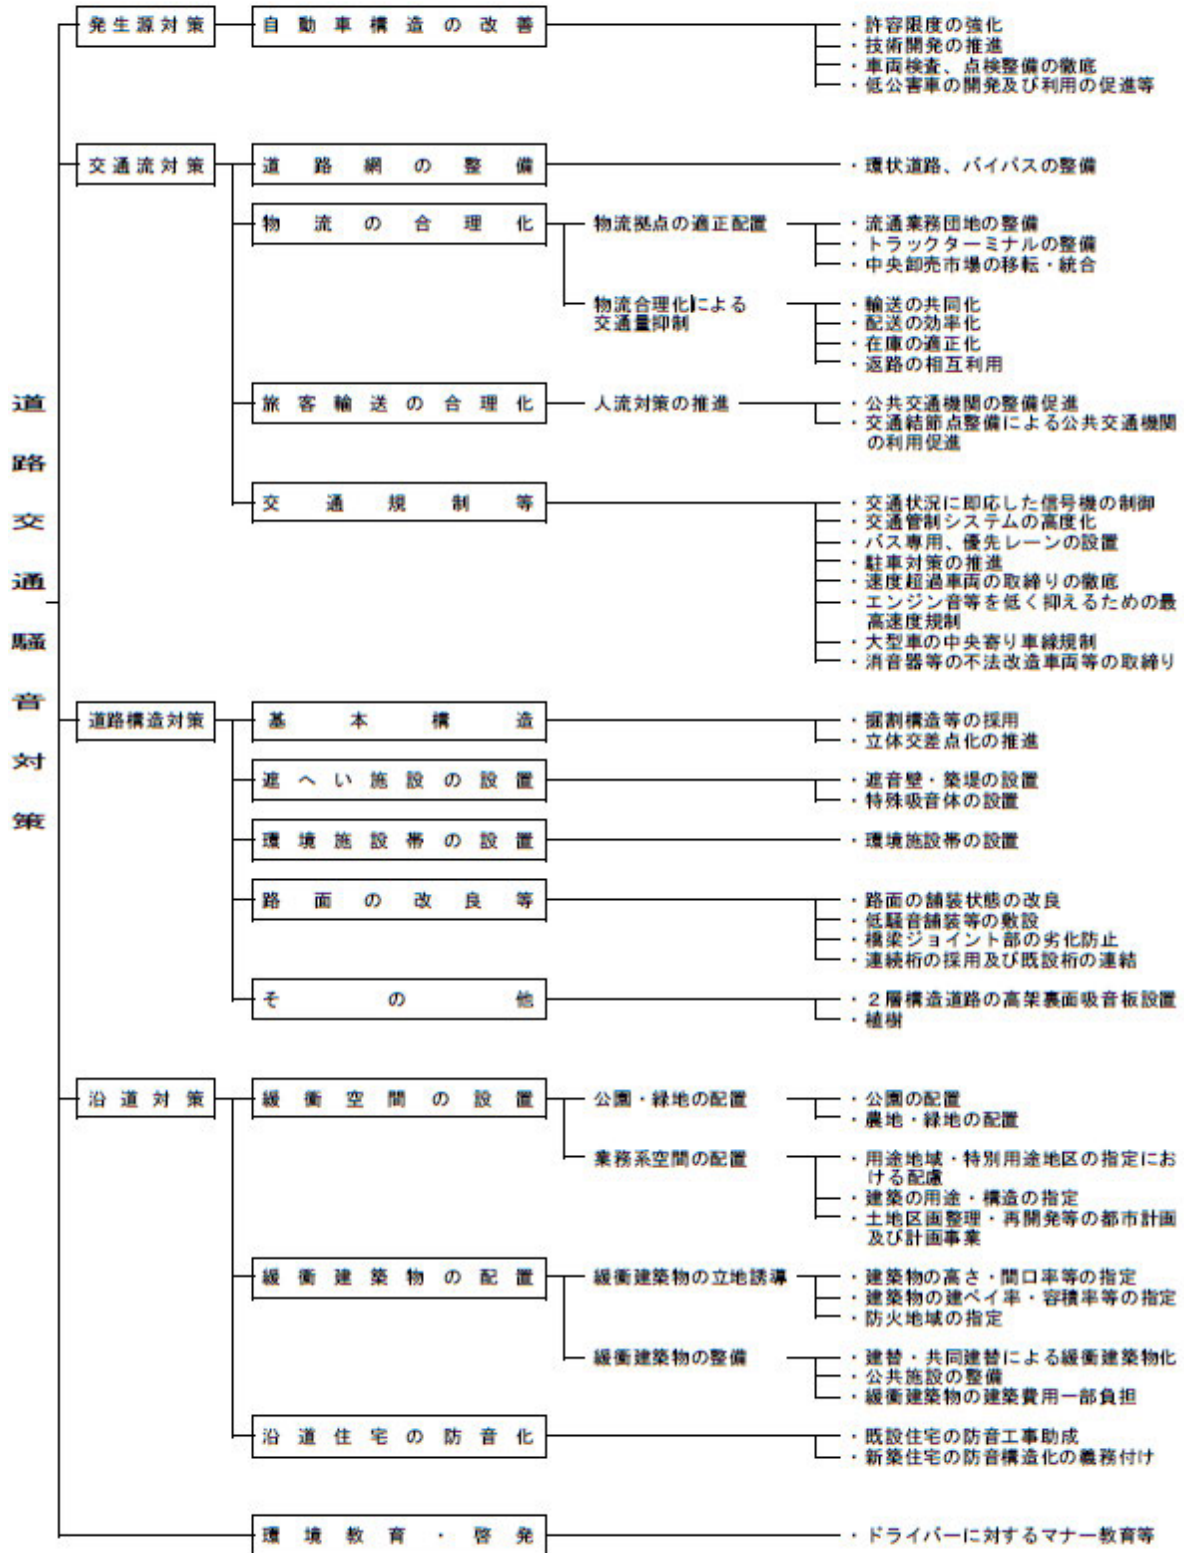 道路交通騒音対策
発生源対策
自動車構造の改善
・許容限度の強化
・技術開発の推進
・車両検査、点検整備の徹底
・低公害車の開発及び利用の促進等
交通流対策
道路網の整備
・環状道路、バイパスの整備
物流の合理化
物流拠点の適正配置
・流通業務団地の整備
・トラックターミナルの整備
・中央卸売市場の移転・統合
物流合理化による
交通量抑制
・輸送の共同化
・配送の効率化
・在庫の適正化
・返路の相互利用
旅客輸送の合理化
人流対策の推進
・公共交通機関の整備促進
・交通結節点整備による公共交通機関
の利用促進
交通規制等
・交通状況に即応した信号機の制御
・交通管制システムの高度化
・バス専用、優先レーンの設置
・駐車対策の推進
・速度超過車両の取締りの徹底
・エンジン音等を低く抑えるための最
高速度規制
・大型車の中央寄り車線規制
・消音器等の不法改造車両等の取締り
道路構造対策
基本構造
・掘割構造等の採用
・立体交差点化の推進
遮へい施設の設置
・遮音壁・築堤の設置
・特殊吸音体の設置
環境施設帯の設置
・環境施設帯の設置
路面の改良等
・路面の舗装状態の改良
・低騒音舗装等の敷設
・橋梁ジョイント部の劣化防止
・連続桁の採用及び既設桁の連結
その他
・２層構造道路の高架裏面吸音板設置
・植樹
沿道対策
緩衝空間の設置
公園・緑地の配置
・公園の配置
・農地・緑地の配置
業務系空間の配置
・用途地域・特別用途地区の指定にお
ける配慮
・建築の用途・構造の指定
・土地区画整理・再開発等の都市計画
及び計画事業
緩衝建築物の配置
緩衝建築物の立地誘導
・建築物の高さ・間口率等の指定
・建築物の建ペイ率・容積率等の指定
・防火地域の指定
緩衝建築物の整備
・建替・共同建替による緩衝建築物化
・公共施設の整備
・緩衝建築物の建築費用一部負担
沿道住宅の防音化
・既設住宅の防音工事助成
・新築住宅の防音構造化の義務付け
環境教育・啓発
・ドライバーに対するマナー教育等